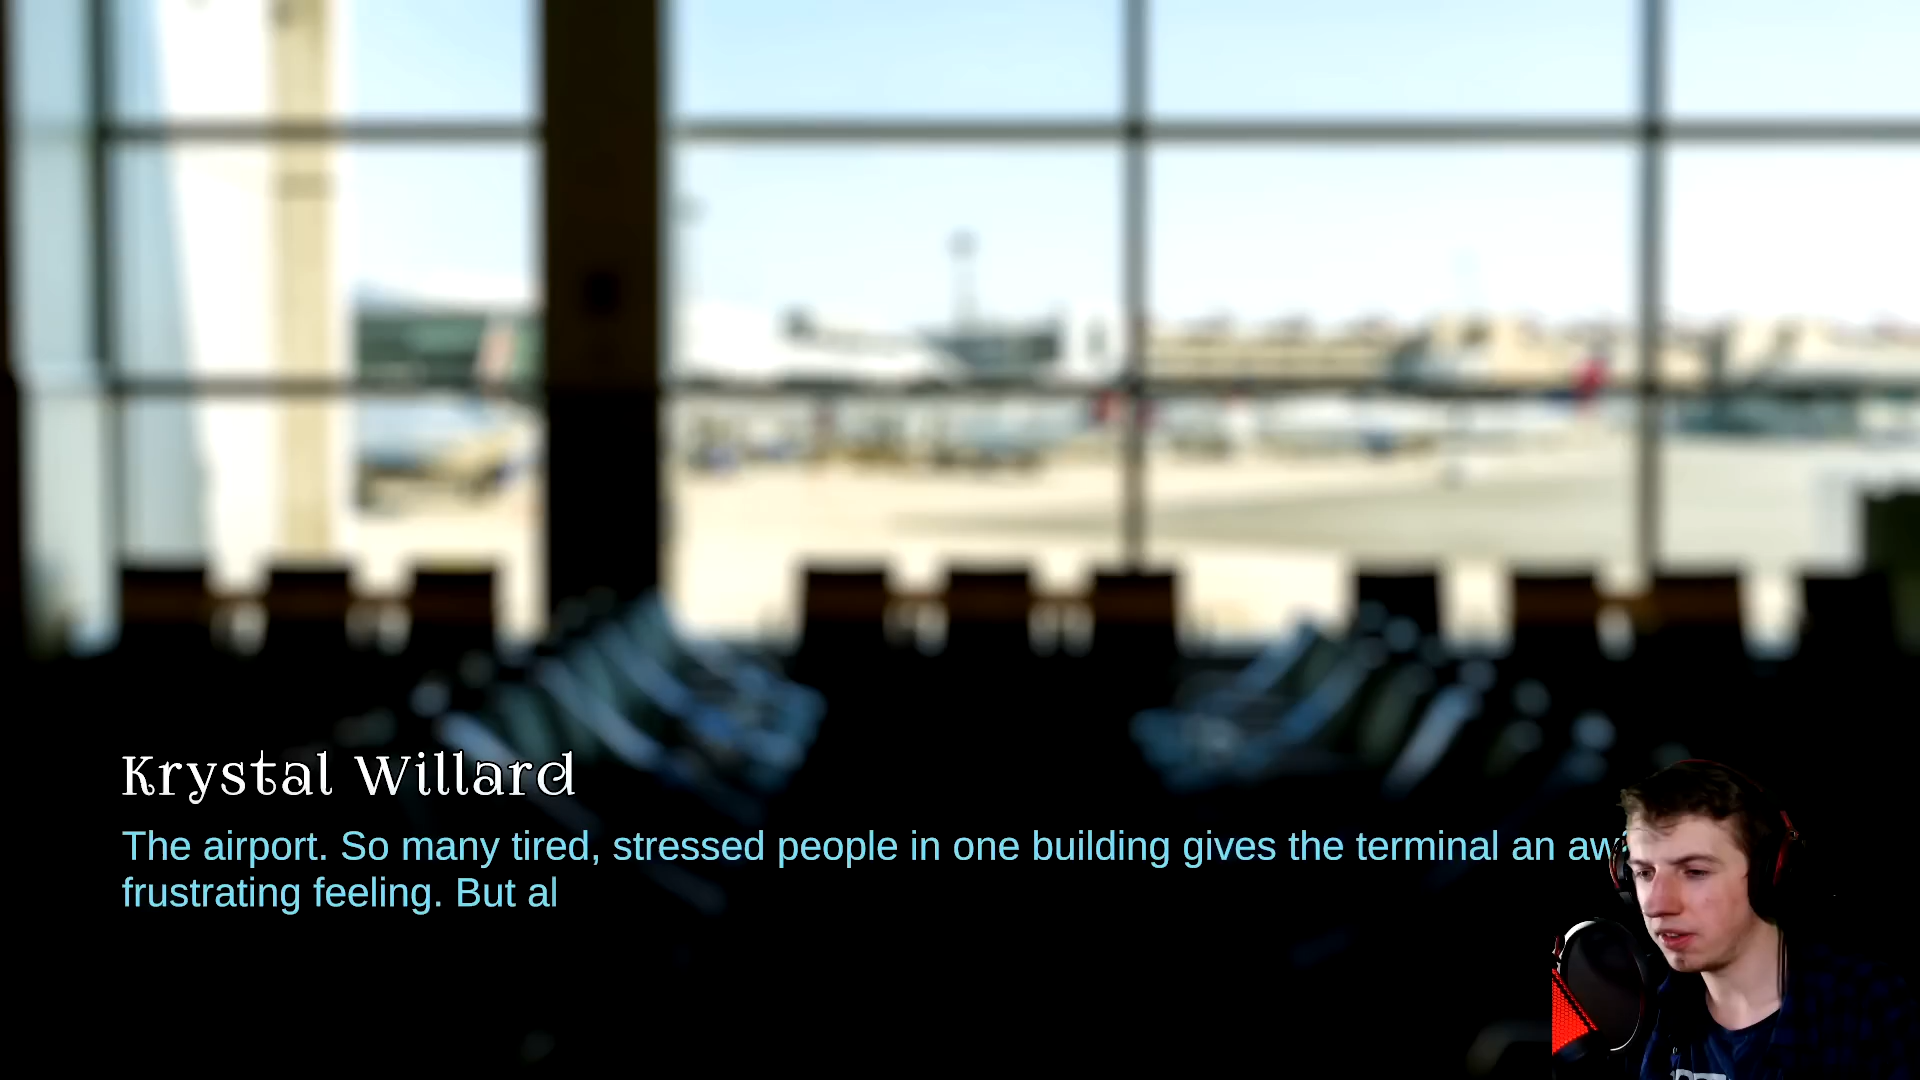 Krystal Willard
The airport. So many tired, stressed people in one building gives the terminal an
frustrating feeling. But al